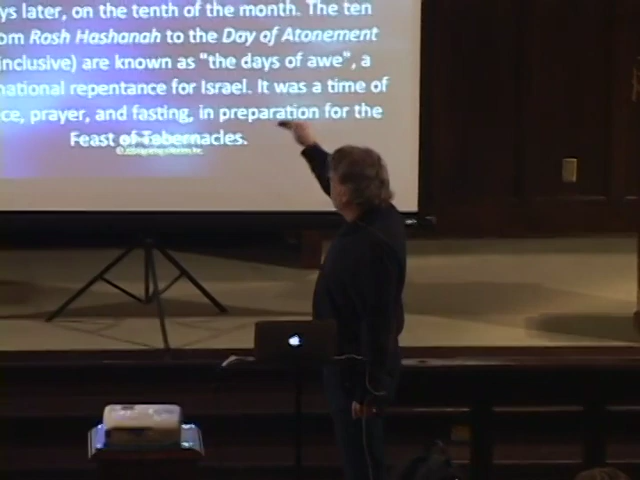 ys later, on the tenth of the month. The ten
om Rosh Hashanah to the Day of Atonement
inclusive) are known as "the days of awe", a
national repentance for Israel. It was a time of
ce, prayer, and fasting, in preparation for the
Feast of Tabernacles.